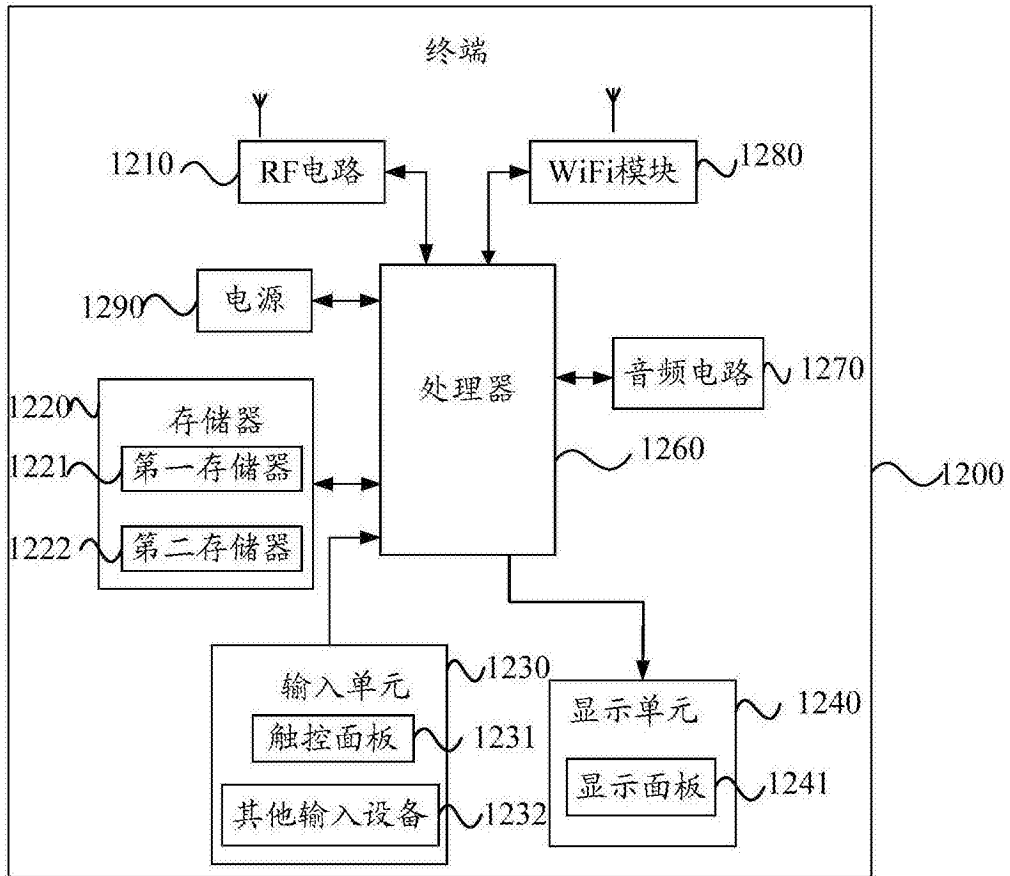 终端
1210
RF电路
WiFi模块
1280
1290
电源
处理器
音频电路
1270
1220
存储器
1260
1221
第一存储器
1200
1222
第二存储器
1230
输入单元
1240
显示单元
触控面板
1231
显示面板
1241
其他输入设备
1232